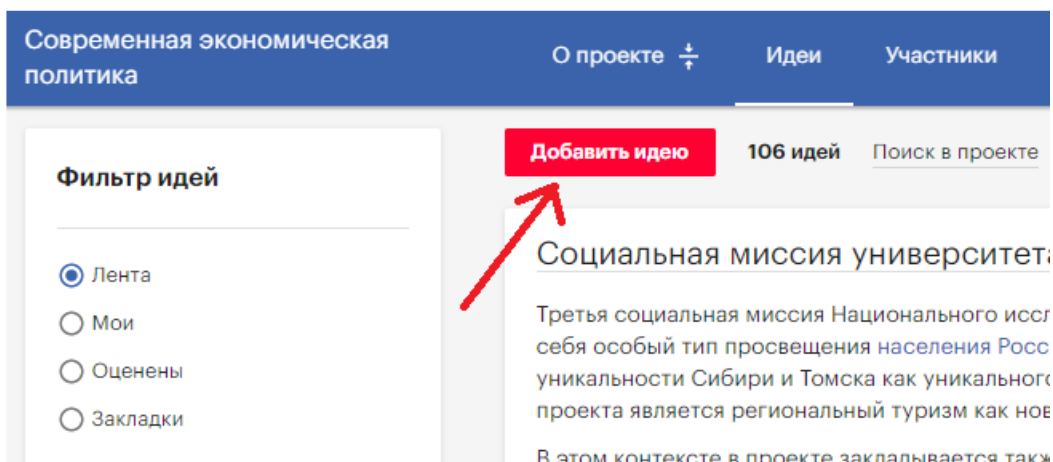 Современная экономическая
политика
О проекте
Идеи
Участники
Фильтр идей
Лента
Мои
Оценены
Закладки
Добавить идею
106 идей
Поиск в проекте
Социальная миссия университета
Третья социальная миссия Национального иссл
себя особый тип просвещения населения Росс
уникальности Сибири и Томска как уникального
проекта является региональный туризм как нов
В этом контексте в проекте закладывается такж